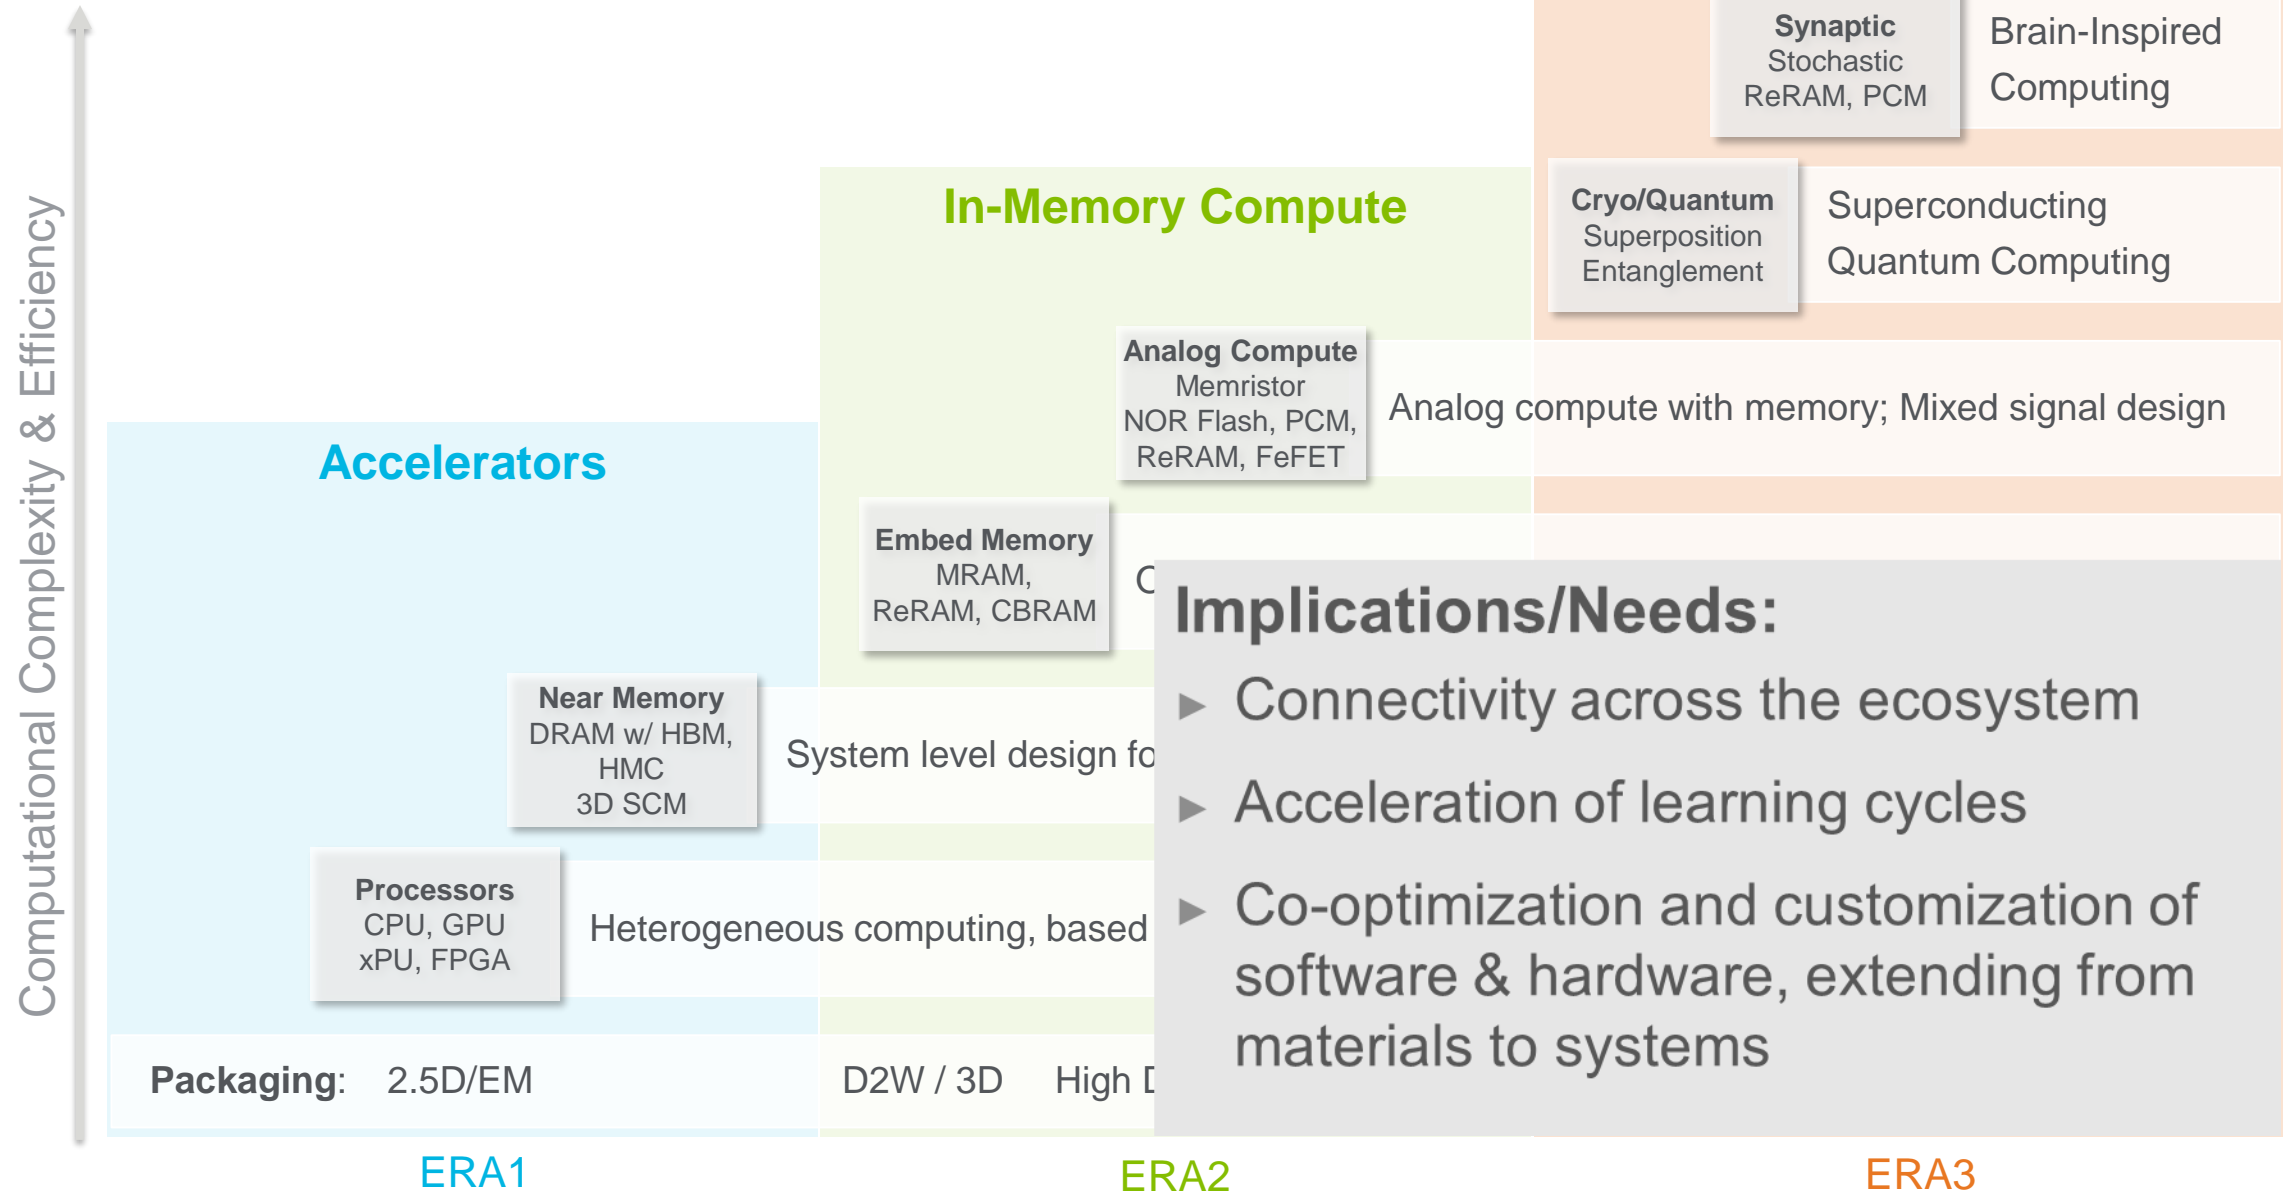 Computational Complexity & Efficiency
Synaptic
Stochastic
ReRAM, PCM
Brain-Inspired
Computing
In-Memory Compute
Cryo/Quantum
Superposition
Entanglement
Superconducting
Quantum Computing
Analog Compute
Memristor
NOR Flash, PCM,
ReRAM, FeFET
Analog compute with memory; Mixed signal design
Accelerators
Embed Memory
MRAM,
ReRAM, CBRAM
Near Memory
DRAM w/ HBM,
HMC
3D SCM
System level design fo
Processors
CPU, GPU
xPU, FPGA
Heterogeneous computing, based
Packaging: 2.5D/EM
D2W / 3D High
Implications/Needs:
► Connectivity across the ecosystem
► Acceleration of learning cycles
► Co-optimization and customization of
software & hardware, extending from
materials to systems
ERA1
ERA2
ERA3